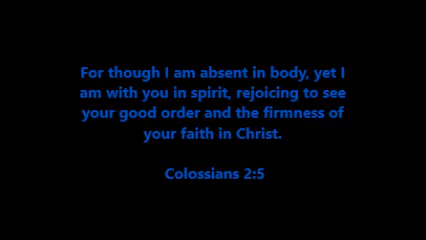 For though I am absent in body, yet I
am with you in spirit, rejoicing to see
your good order and the firmness of
your faith in Christ.
Colossians 2:5